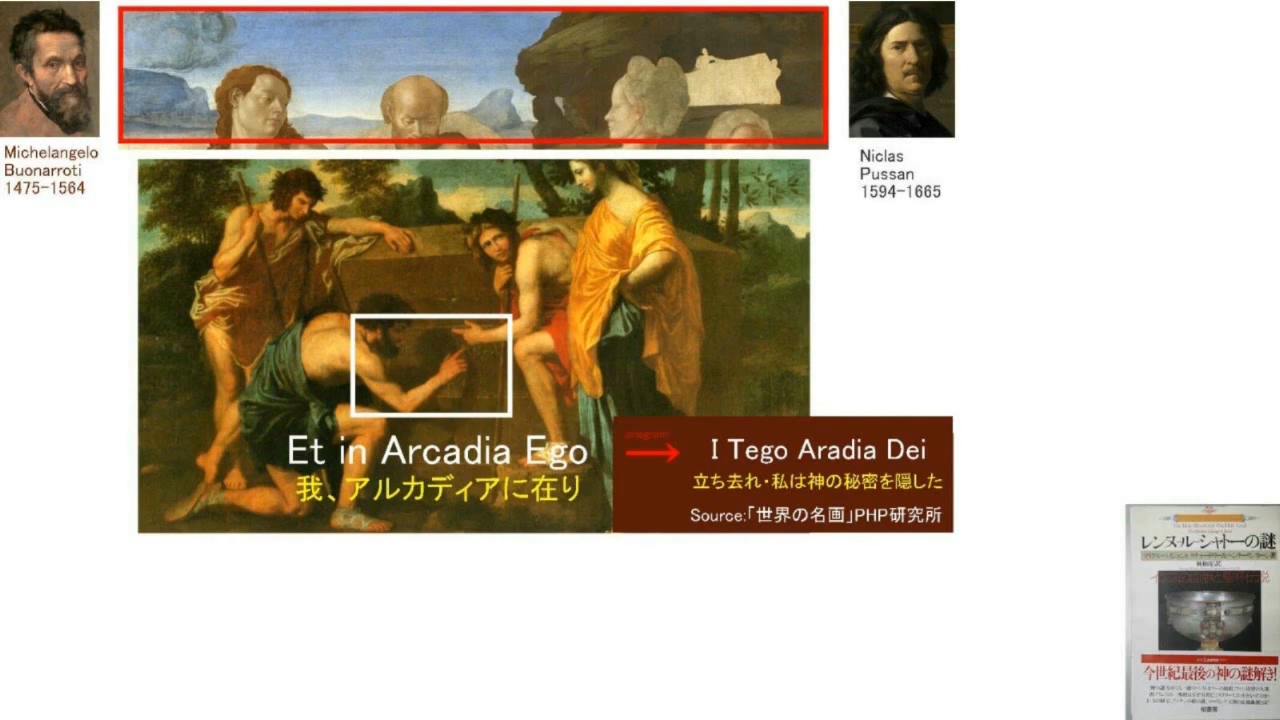 Michelangelo
Buonarroti
1475-1564
Niclas
Pussan
1594-1665
Et in Arcadia Ego
我、アルカディアに在り
anagram
I Tego Aradia Dei
立ち去れ・私は神の秘密を隠した
Source:「世界の名画」PHP研究所
レンヌ=ル=シャトーの謎
今世紀最後の神の謎解き!
柏書房